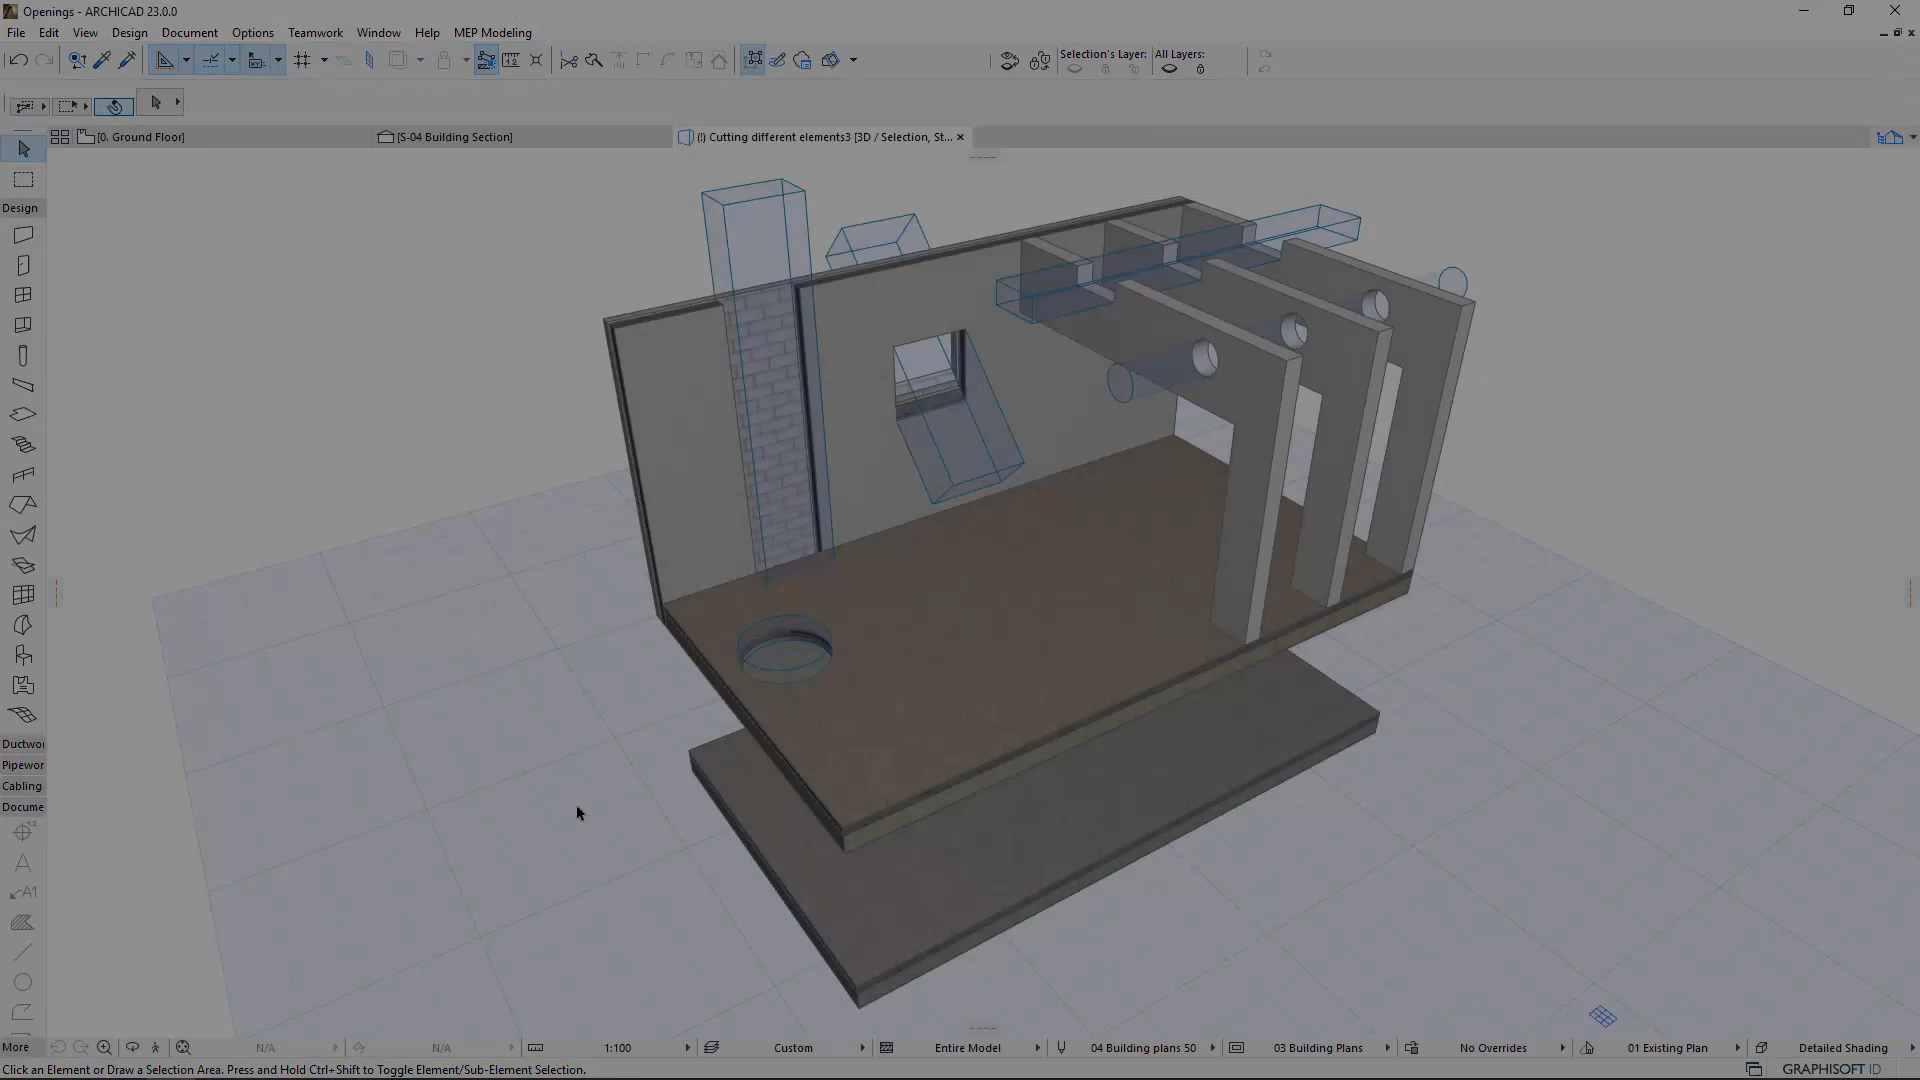 Openings - ARCHICAD 23.0.0
File Edit View Design Document Options Teamwork Window Help MEP Modeling
Selection's Layer: All Layers:
[0. Ground Floor] [S-04 Building Section] (!) Cutting different elements3 [3D / Selection, St...
Design
Ductwo
Pipewor
Cabling
Docume
A
A1
More N/A N/A 1:100 Custom Entire Model 04 Building plans 50 03 Building Plans No Overrides 01 Existing Plan Detailed Shading
Click an Element or Draw a Selection Area. Press and Hold Ctrl+Shift to Toggle Element/Sub-Element Selection. GRAPHISOFT ID